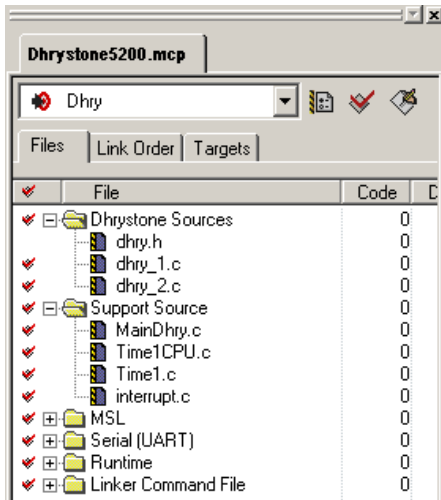 Dhrystone5200.mcp
Dhry
Files Link Order Targets
File Code D
Dhrystone Sources 0
dhry.h 0
dhry_1.c 0
dhry_2.c 0
Support Source 0
MainDhry.c 0
Time1CPU.c 0
Time1.c 0
interrupt.c 0
MSL 0
Serial (UART) 0
Runtime 0
Linker Command File 0